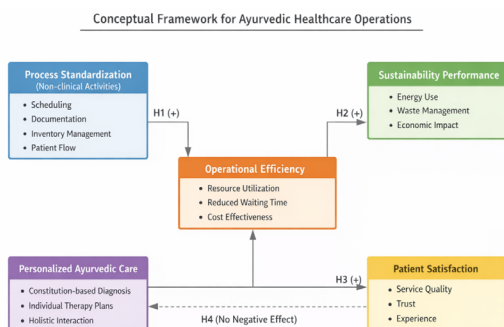 Conceptual Framework for Ayurvedic Healthcare Operations
Process Standardization
(Non-clinical Activities)
• Scheduling
• Documentation
• Inventory Management
• Patient Flow
H1 (+)
H2 (+)
Sustainability Performance
• Energy Use
• Waste Management
• Economic Impact
Operational Efficiency
• Resource Utilization
• Reduced Waiting Time
• Cost Effectiveness
Personalized Ayurvedic Care
• Constitution-based Diagnosis
• Individual Therapy Plans
• Holistic Interaction
H3 (+)
H4 (No Negative Effect)
Patient Satisfaction
• Service Quality
• Trust
• Experience